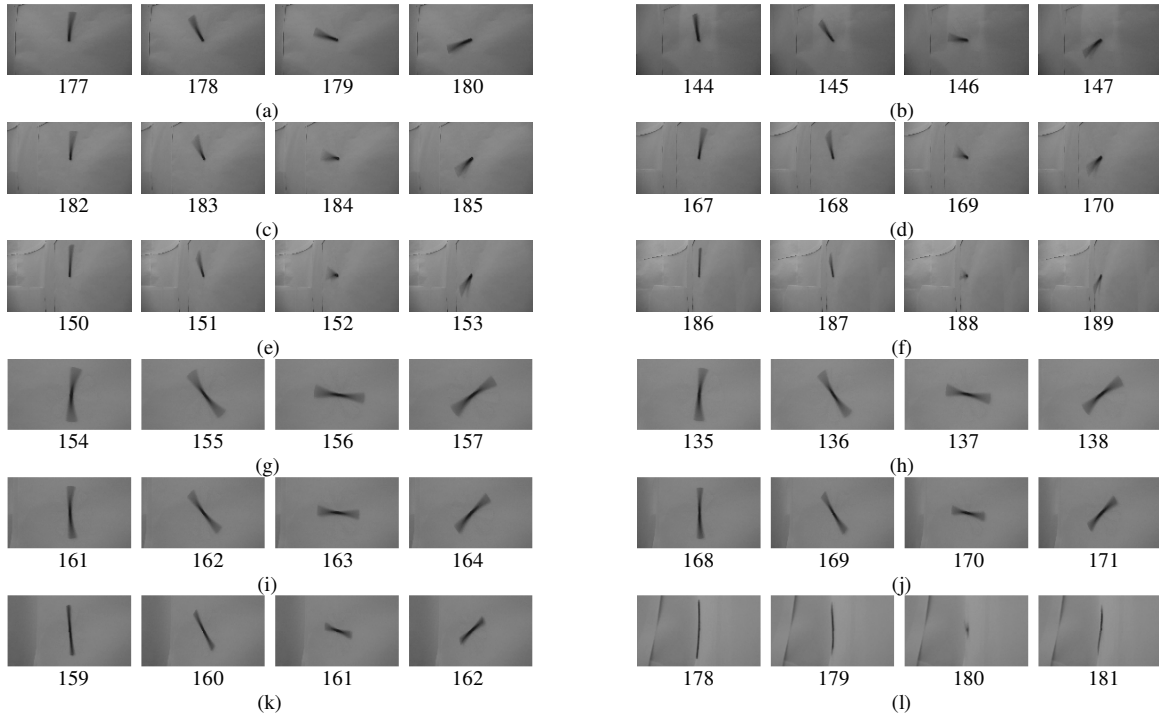 177 178 179 180
(a)
144 145 146 147
(b)
182 183 184 185
(c)
167 168 169 170
(d)
150 151 152 153
(e)
186 187 188 189
(f)
154 155 156 157
(g)
135 136 137 138
(h)
161 162 163 164
(i)
168 169 170 171
(j)
159 160 161 162
(k)
178 179 180 181
(l)